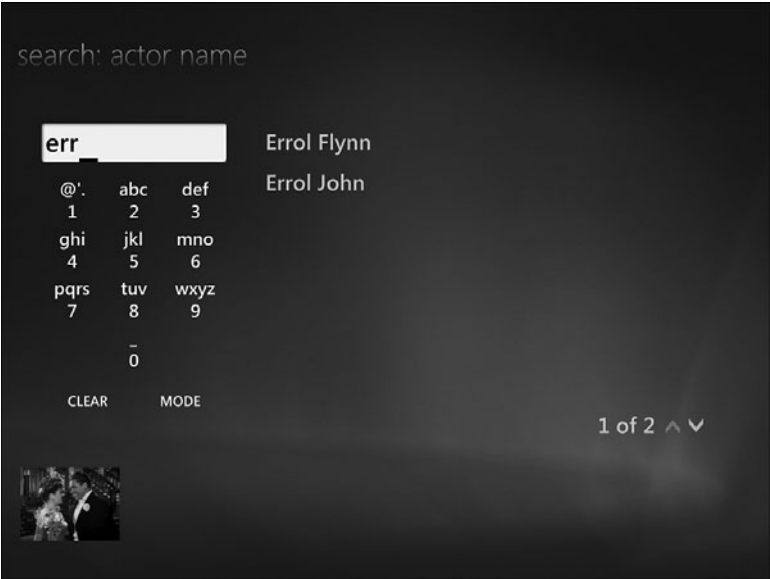 search: actor name
err_
Errol Flynn
Errol John
@'. abc def
1 2 3
ghi jkl mno
4 5 6
pqrs tuv wxyz
7 8 9
_
0
CLEAR MODE
1 of 2